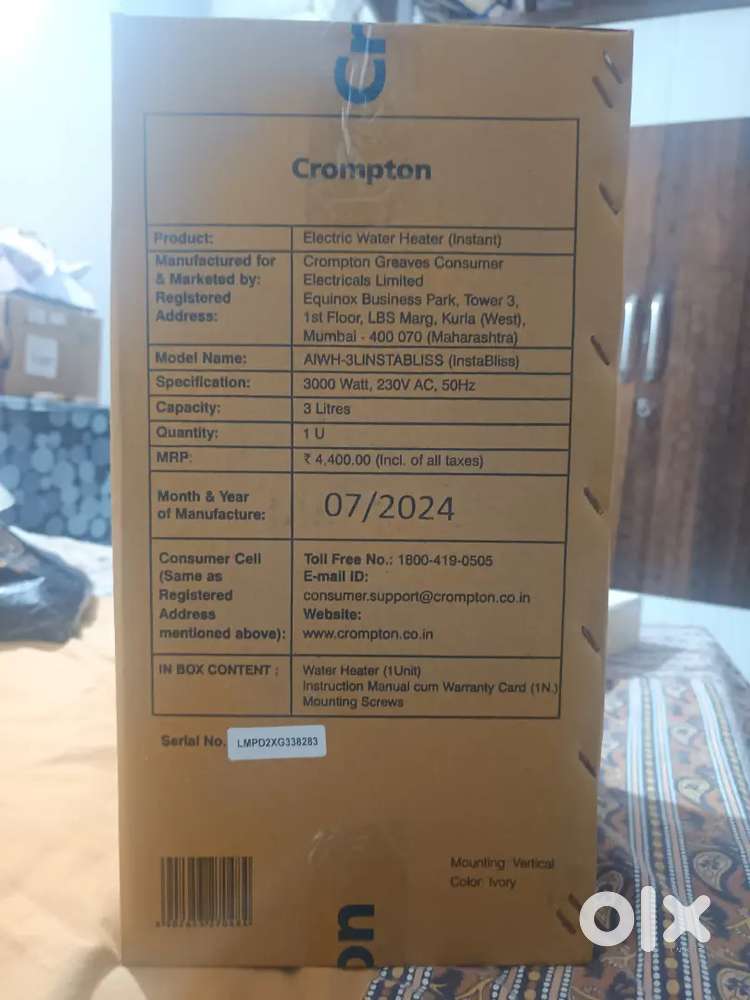 Cr
Crompton
Product: Electric Water Heater (Instant)
Manufactured for & Marketed by: Registered Address: Crompton Greaves Consumer
Electricals Limited
Equinox Business Park, Tower 3,
1st Floor, LBS Marg, Kurla (West),
Mumbai - 400 070 (Maharashtra)
Model Name: AIWH-3LINSTABLISS (InstaBliss)
Specification: 3000 Watt, 230V AC, 50Hz
Capacity: 3 Litres
Quantity: 1 U
MRP: ₹ 4,400.00 (Incl. of all taxes)
Month & Year
of Manufacture: 07/2024
Consumer Cell
(Same as
Registered
Address
mentioned above):
Toll Free No.: 1800-419-0505
E-mail ID:
consumer.support@crompton.co.in
Website:
www.crompton.co.in
IN BOX CONTENT : Water Heater (1Unit)
Instruction Manual cum Warranty Card (1N.)
Mounting Screws
Serial No. LMPD2XG338283
Mounting: Vertical
Color: Ivory
on
olx